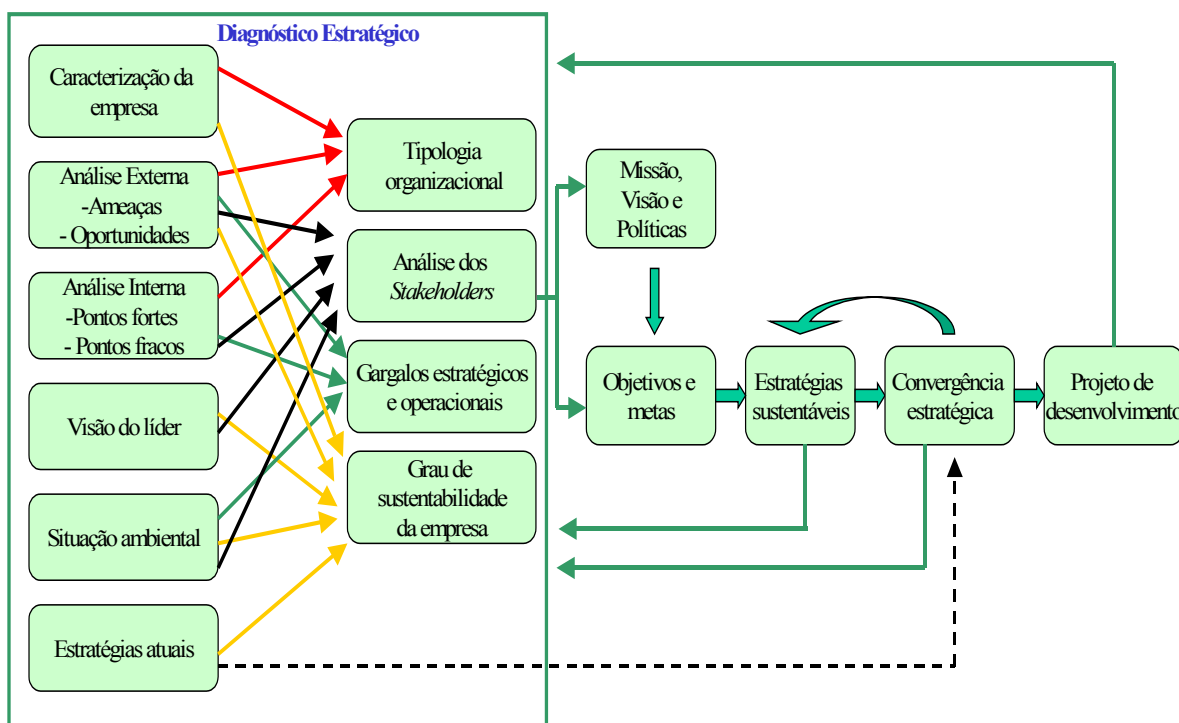 Diagnóstico Estratégico
Caracterização da
empresa
Análise Externa
-Ameaças
- Oportunidades
Análise Interna
-Pontos fortes
- Pontos fracos
Visão do líder
Situação ambiental
Estratégias atuais
Tipologia
organizacional
Análise dos
Stakeholders
Gargalos estratégicos
e operacionais
Grau de
sustentabilidade
da empresa
Missão,
Visão e
Políticas
Objetivos e
metas
Estratégias
sustentáveis
Convergência
estratégica
Projeto de
desenvolvimento